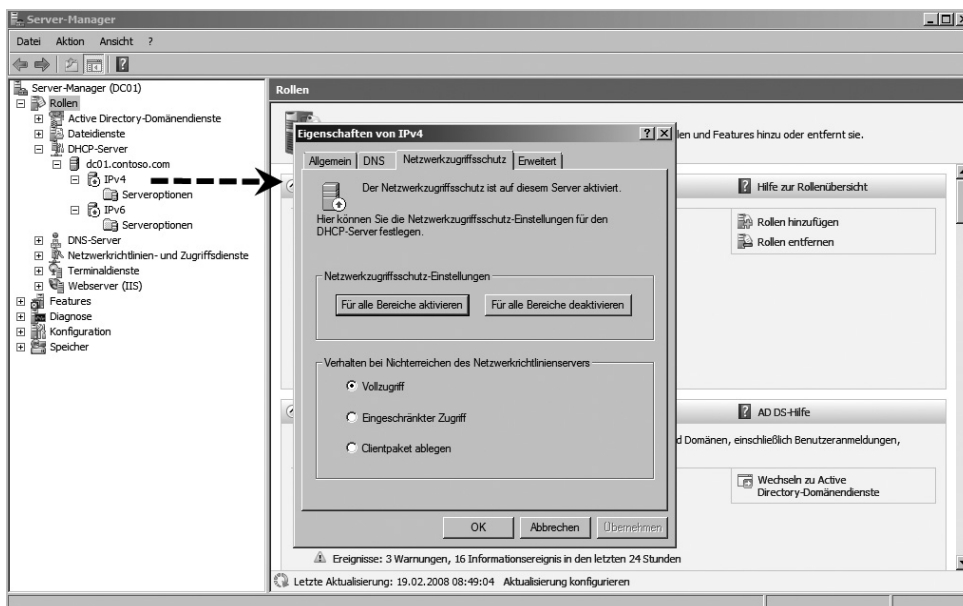 Server-Manager
Datei Aktion Ansicht ?
Server-Manager (DC01)
Rollen
Active Directory-Domänendienste
Dateidienste
DHCP-Server
dc01.contoso.com
IPv4
Serveroptionen
IPv6
Serveroptionen
DNS-Server
Netzwerkrichtlinien- und Zugriffsdienste
Terminaldienste
Webserver (IIS)
Features
Diagnose
Konfiguration
Speicher
Rollen
len und Features hinzu oder entfernt sie.
Hilfe zur Rollenübersicht
Rollen hinzufügen
Rollen entfernen
Eigenschaften von IPv4
Allgemein DNS Netzwerkzugriffsschutz Erweitert
Der Netzwerkzugriffsschutz ist auf diesem Server aktiviert.
Hier können Sie die Netzwerkzugriffsschutz-Einstellungen für den
DHCP-Server festlegen.
Netzwerkzugriffsschutz-Einstellungen
Für alle Bereiche aktivieren Für alle Bereiche deaktivieren
Verhalten bei Nichterreichen des Netzwerkrichtlinienservers
Vollzugriff
Eingeschränkter Zugriff
Clientpaket ablegen
OK Abbrechen Übernehmen
AD DS-Hilfe
d Domänen, einschließlich Benutzeranmeldungen,
Wechseln zu Active
Directory-Domänendienste
Ereignisse: 3 Warnungen, 16 Informationsereignis in den letzten 24 Stunden
Letzte Aktualisierung: 19.02.2008 08:49:04 Aktualisierung konfigurieren